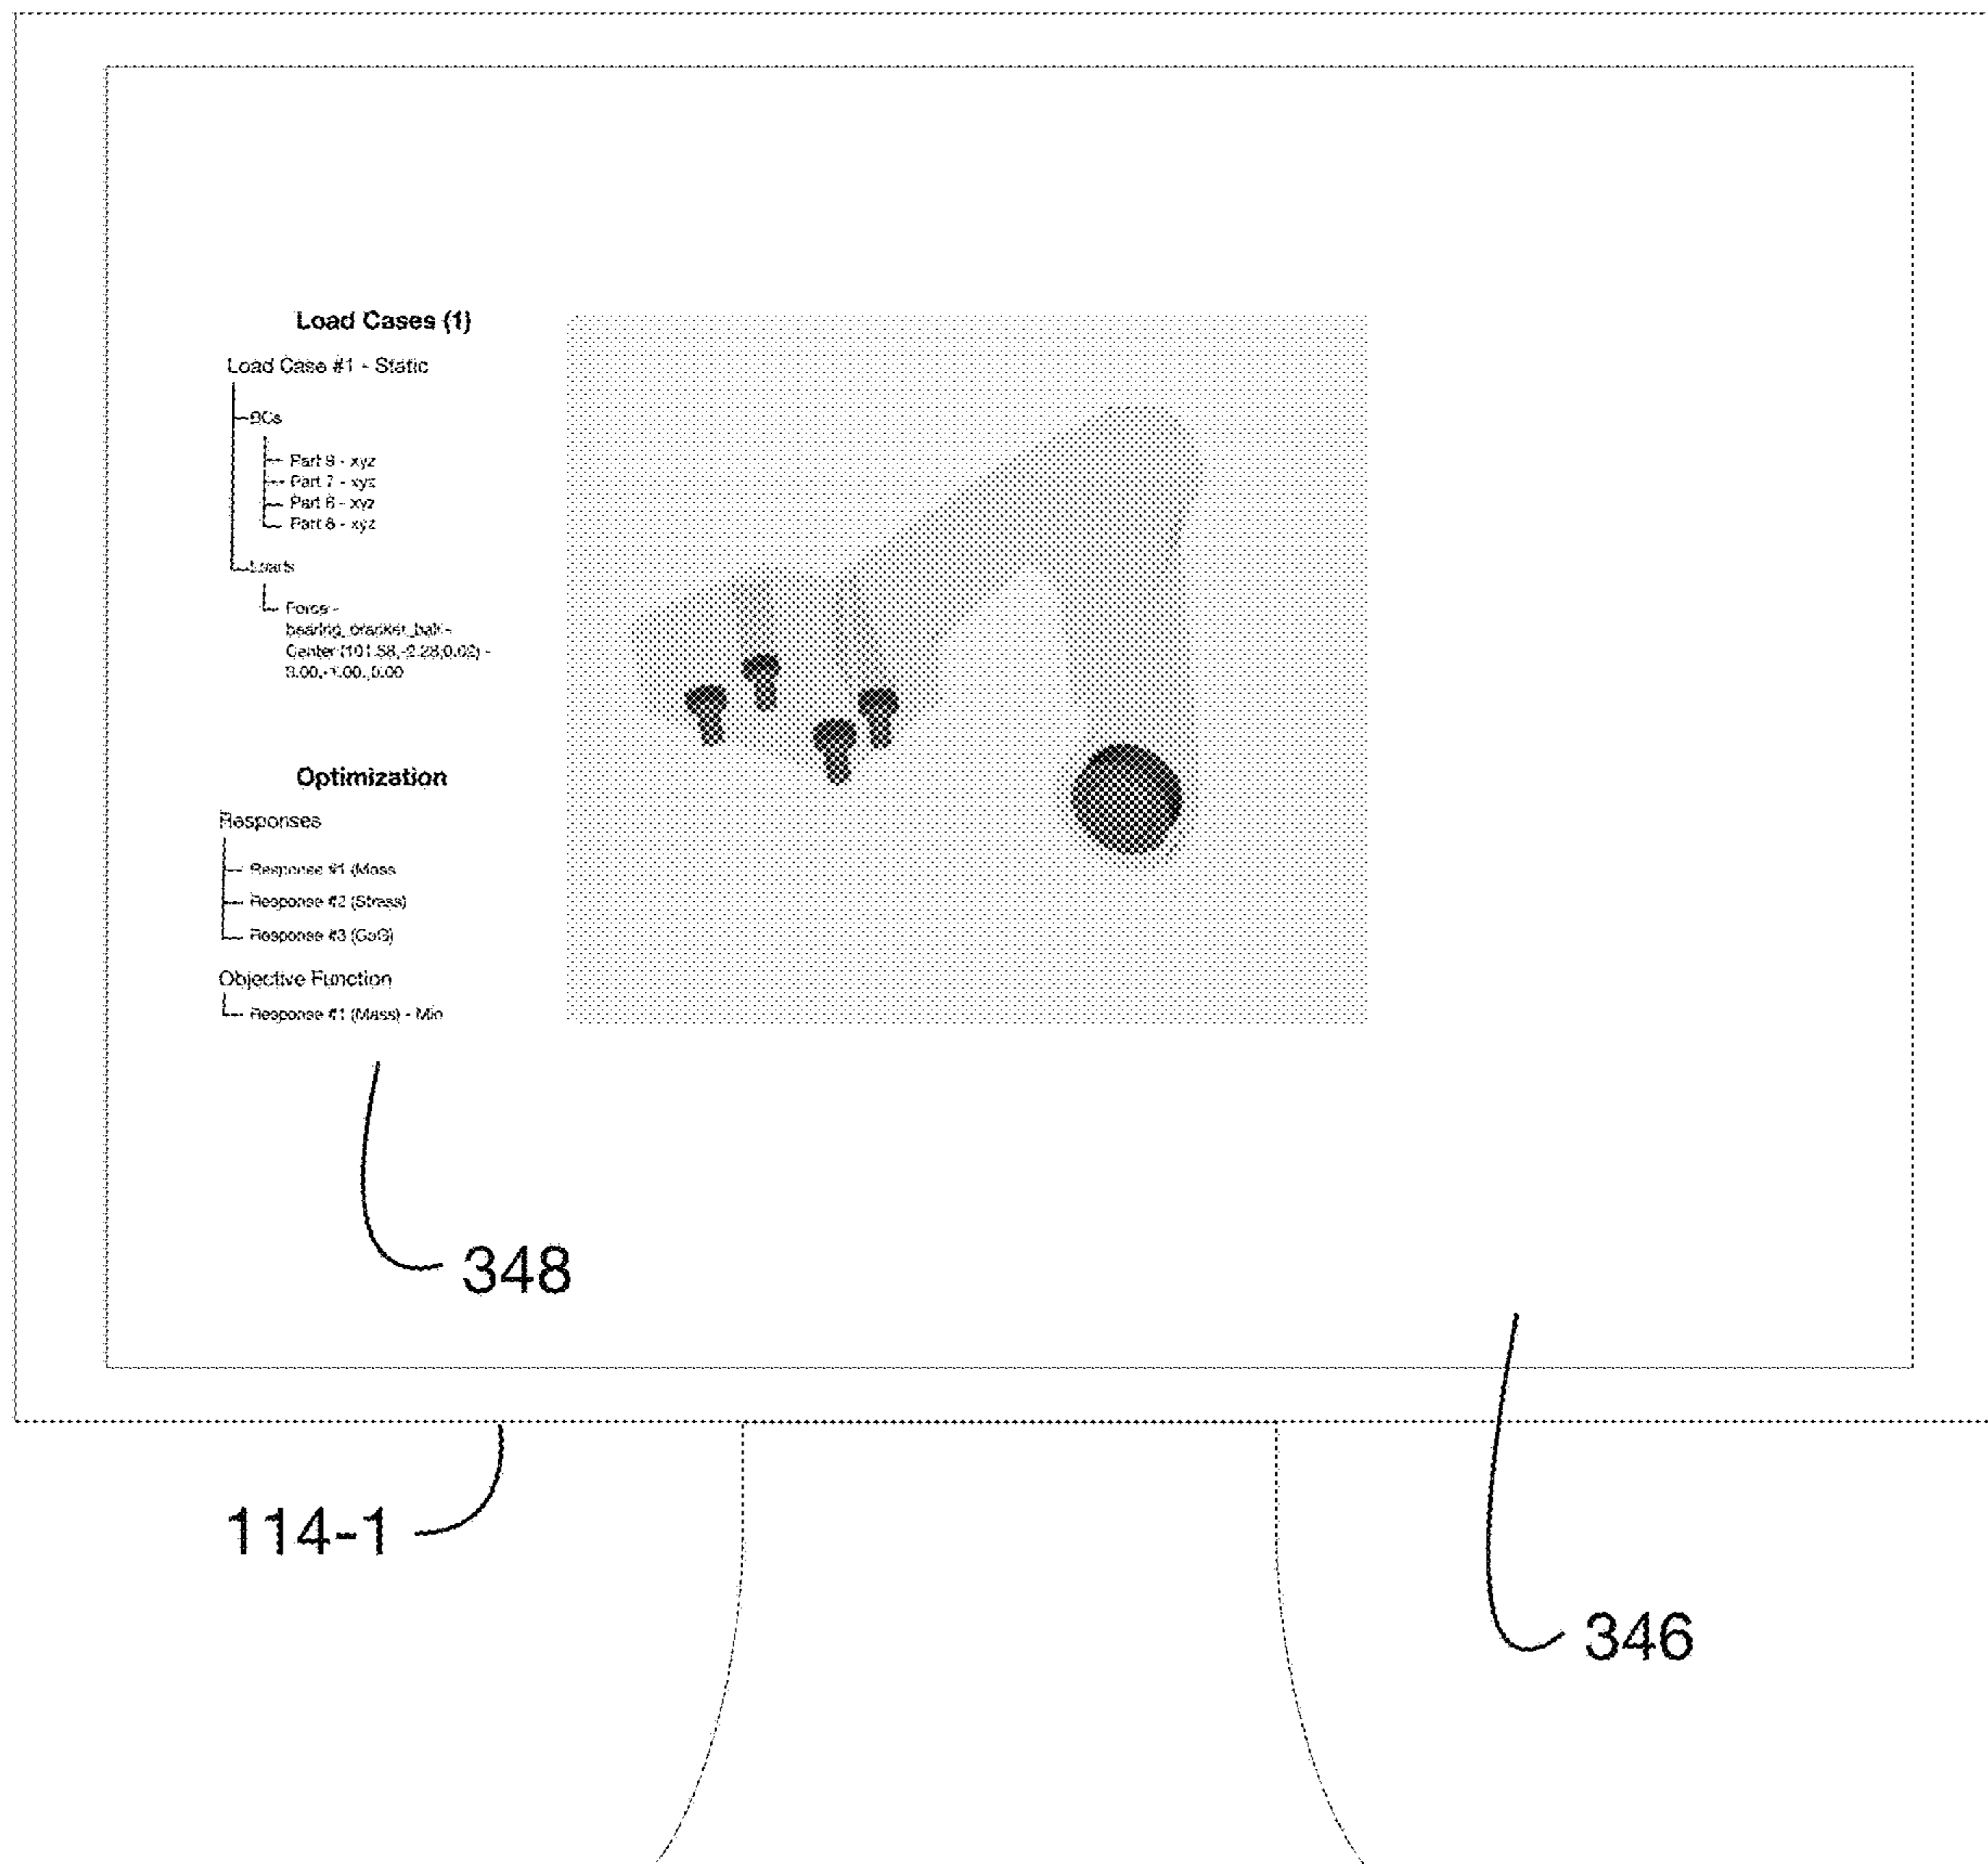 Load Cases (1)
Load Case #1 - Static
BCs
Part 9 - xyz
Part 7 - xyz
Part 6 - xyz
Part 8 - xyz
Loads
Force -
bearing_bracket_ball -
Center (101.58,-2.28,0.02) -
0.00,-1.00, 0.00
Optimization
Responses
Response #1 (Mass
Response #2 (Stress)
Response #3 (CoG)
Objective Function
Response #1 (Mass) - Min
348
114-1
346